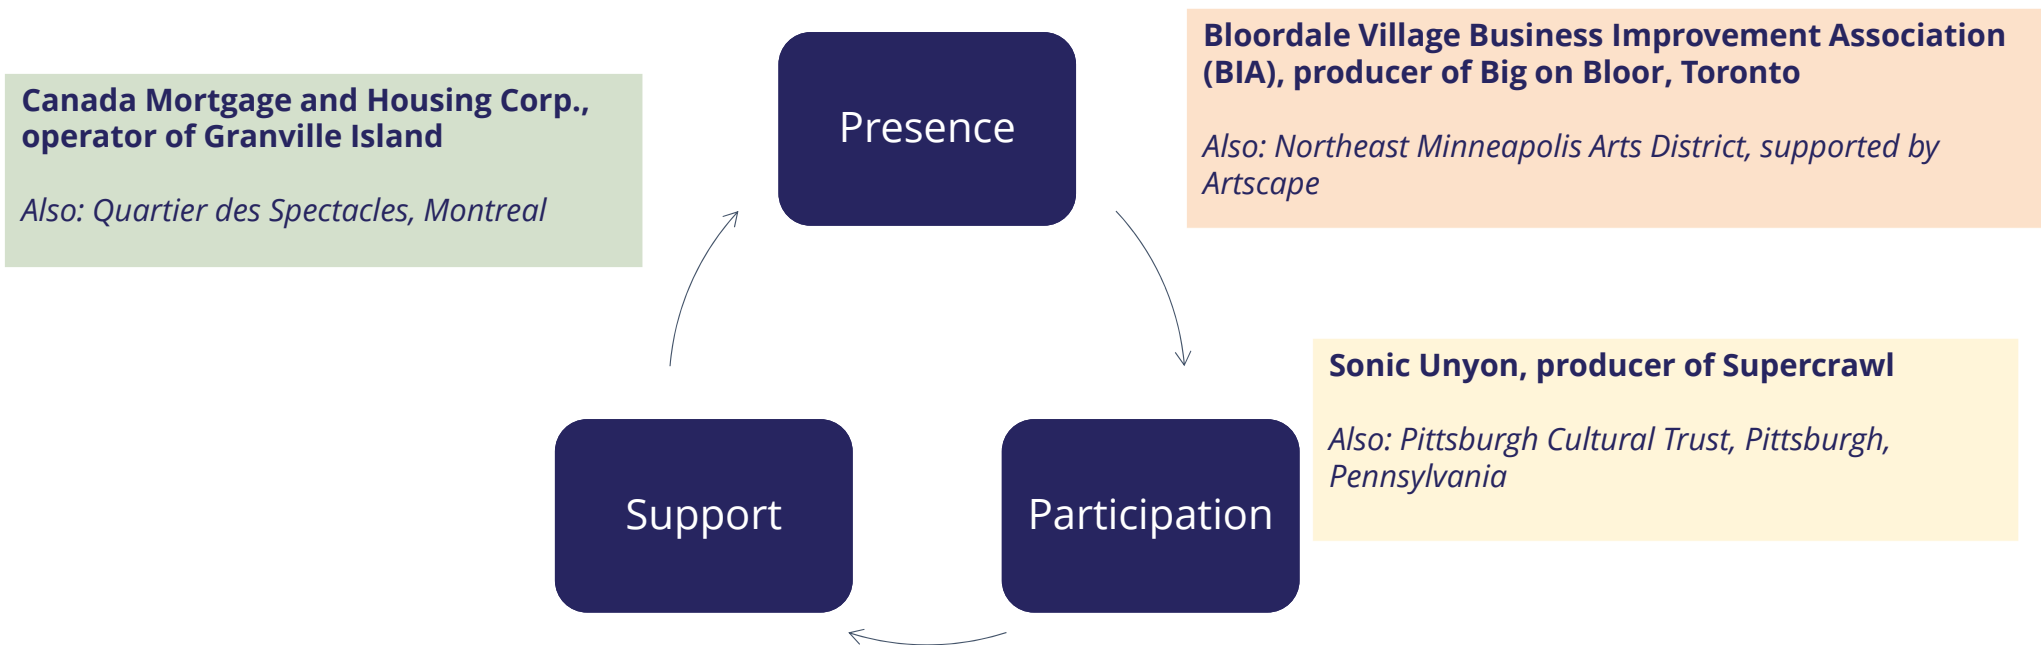 Presence
Bloordale Village Business Improvement Association
(BIA), producer of Big on Bloor, Toronto
Also: Northeast Minneapolis Arts District, supported by
Artscape
Canada Mortgage and Housing Corp.,
operator of Granville Island
Also: Quartier des Spectacles, Montreal
Sonic Unyon, producer of Supercrawl
Also: Pittsburgh Cultural Trust, Pittsburgh,
Pennsylvania
Support
Participation